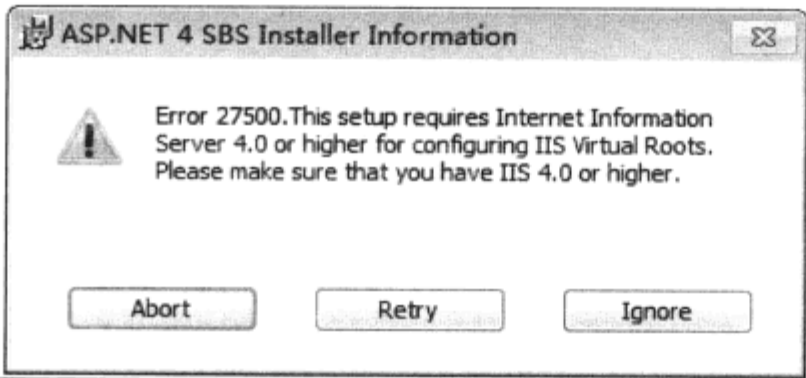 ASP.NET 4 SBS Installer Information
Error 27500.This setup requires Internet Information
Server 4.0 or higher for configuring IIS Virtual Roots.
Please make sure that you have IIS 4.0 or higher.
Abort Retry Ignore